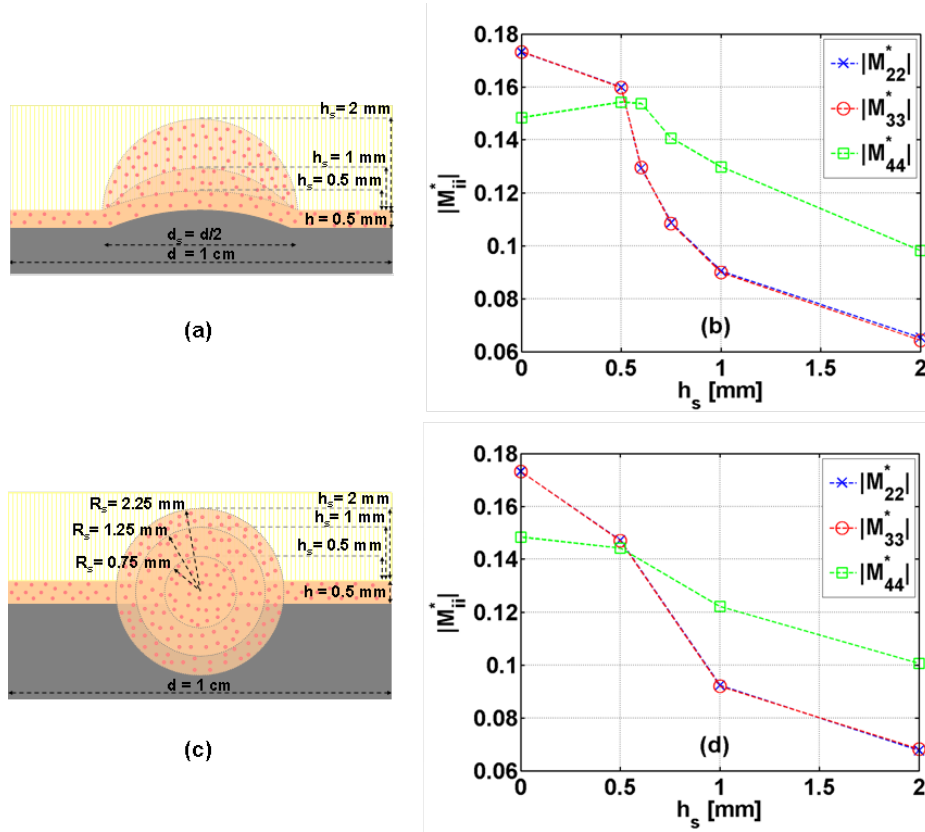 h_s= 2 mm
h_s= 1 mm
h_s= 0.5 mm
h= 0.5 mm
d_s= d/2
d = 1 cm
(a)
0.18
0.16
0.14
0.12
0.1
0.08
0.06
|M*_ii|
0
0.5
1
1.5
2
h_s [mm]
|M*_22|
|M*_33|
|M*_44|
(b)
R_s= 2.25 mm
R_s= 1.25 mm
R_s= 0.75 mm
h_s= 2 mm
h_s= 1 mm
h_s= 0.5 mm
h= 0.5 mm
d = 1 cm
(c)
0.18
0.16
0.14
0.12
0.1
0.08
0.06
|M*_ii|
0
0.5
1
1.5
2
h_s [mm]
|M*_22|
|M*_33|
|M*_44|
(d)